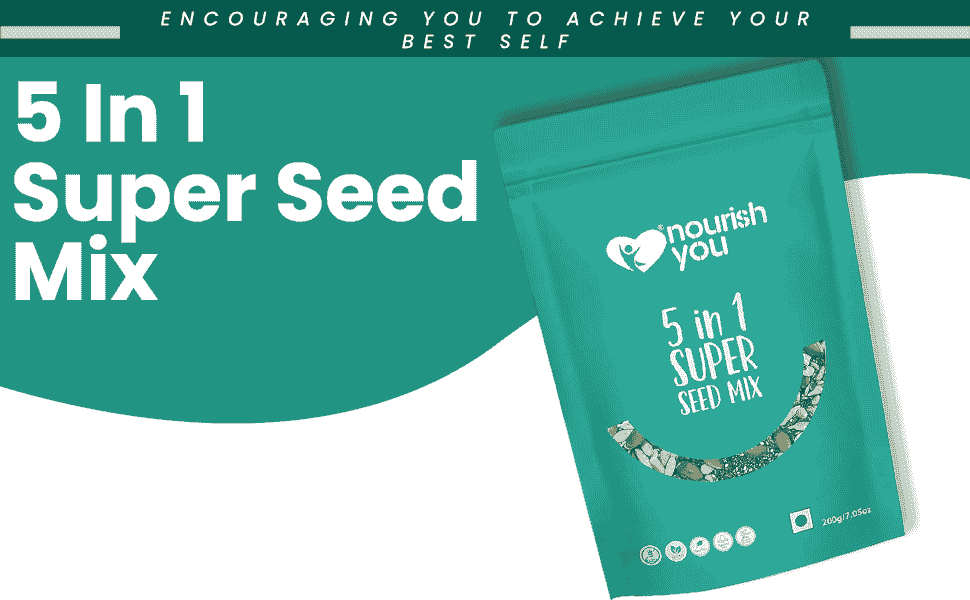 ENCOURAGING YOU TO ACHIEVE YOUR
BEST SELF
5 In 1
Super Seed
Mix
nourish
you
5 in 1
SUPER
SEED MIX
200g/7.05oz